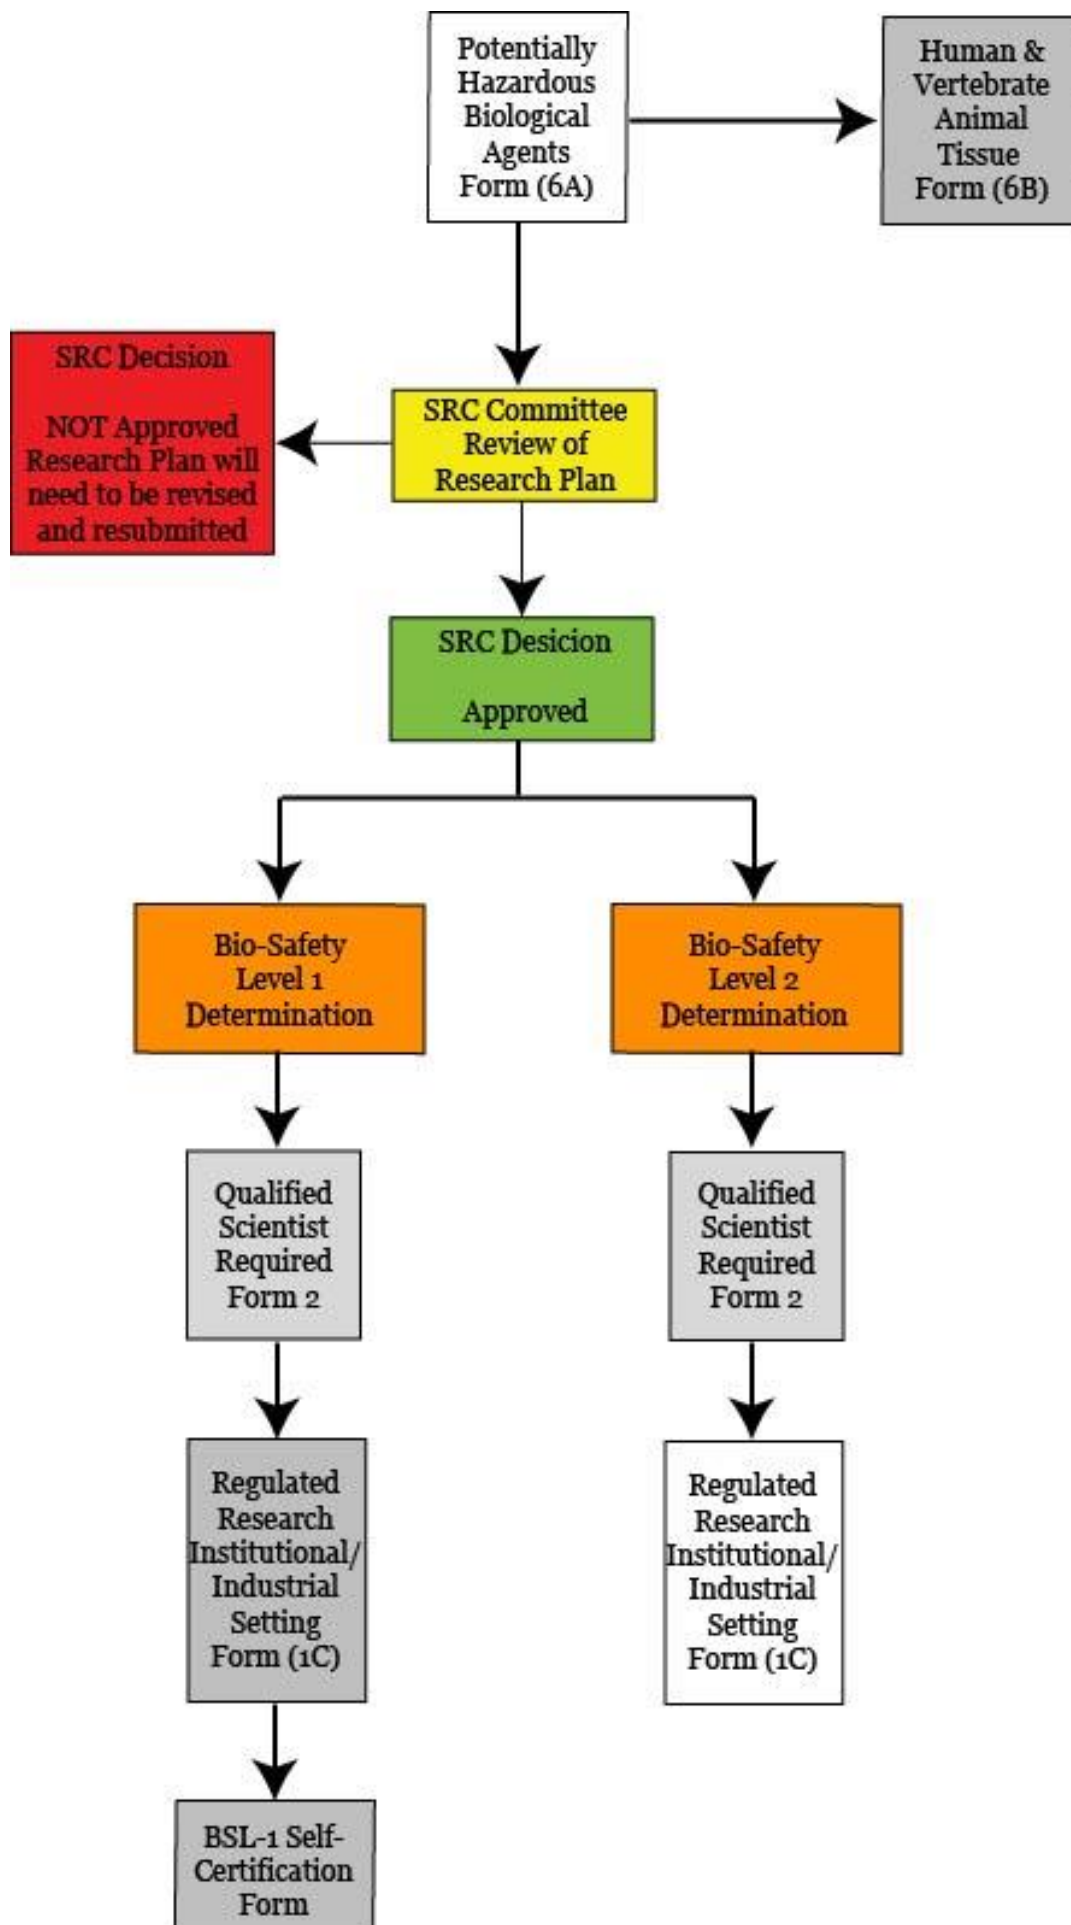 Potentially
Hazardous
Biological
Agents
Form (6A)
Human &
Vertebrate
Animal
Tissue
Form (6B)
SRC Decision
NOT Approved
Research Plan will
need to be revised
and resubmitted
SRC Committee
Review of
Research Plan
SRC Desicion
Approved
Bio-Safety
Level 1
Determination
Bio-Safety
Level 2
Determination
Qualified
Scientist
Required
Form 2
Qualified
Scientist
Required
Form 2
Regulated
Research
Institutional/
Industrial
Setting
Form (1C)
Regulated
Research
Institutional/
Industrial
Setting
Form (1C)
BSL-1 Self-
Certification
Form